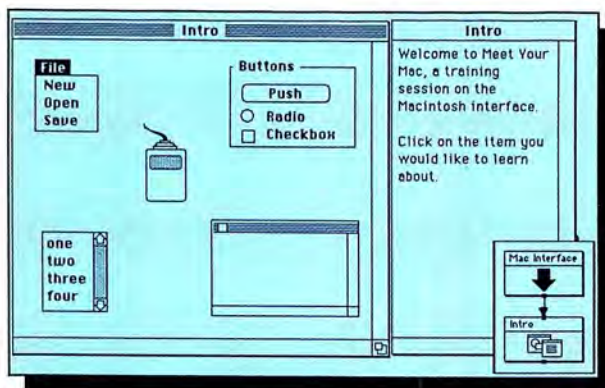 Intro
File
New
Open
Save
Buttons
Push
Radio
Checkbox
one
two
three
four
Intro
Welcome to Meet Your
Mac, a training
session on the
Macintosh interface.
Click on the item you
would like to learn
about.
Mac Interface
Intro